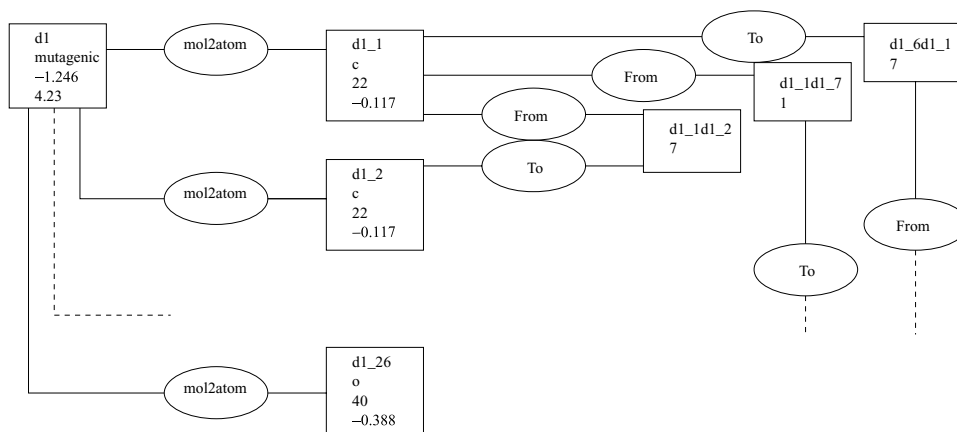 d1
mutagenic
−1.246
4.23
mol2atom
d1_1
c
22
−0.117
To
d1_6d1_1
7
From
d1_1d1_7
1
From
d1_1d1_2
7
To
mol2atom
d1_2
c
22
−0.117
From
To
mol2atom
d1_26
o
40
−0.388